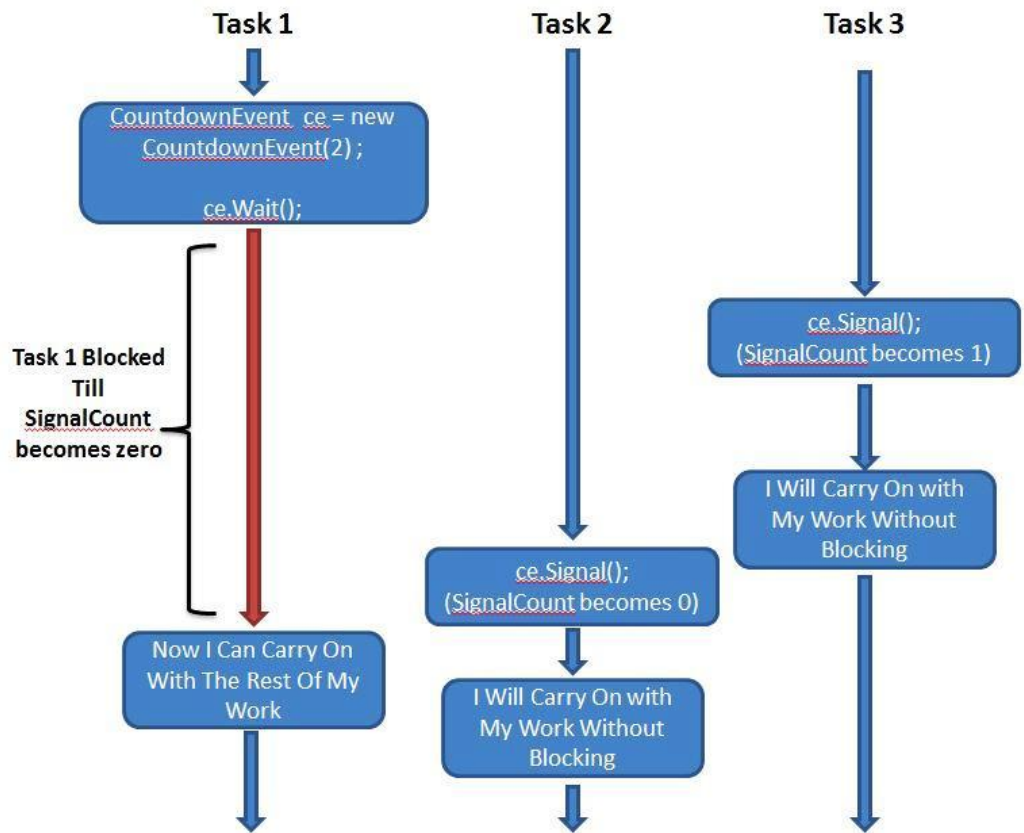 Task 1
Task 2
Task 3
CountdownEvent ce = new
CountdownEvent(2) ;
ce.Wait();
Task 1 Blocked
Till
SignalCount
becomes zero
Now I Can Carry On
With The Rest Of My
Work
ce.Signal();
(SignalCount becomes 0)
I Will Carry On with
My Work Without
Blocking
ce.Signal();
(SignalCount becomes 1)
I Will Carry On with
My Work Without
Blocking